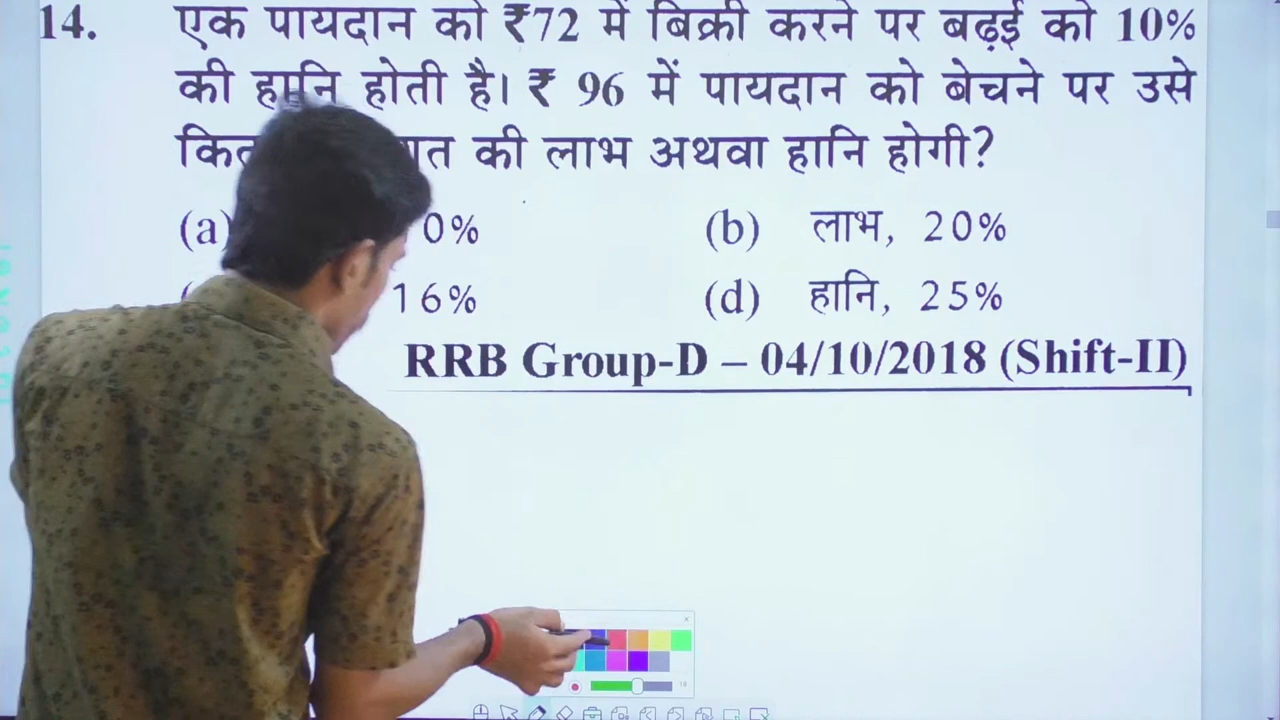 14. एक पायदान को ₹72 में बिक्री करने पर बढ़ई को 10%
की हानि होती है। ₹ 96 में पायदान को बेचने पर उसे
की लाभ अथवा हानि होगी?
(a) 0% (b) लाभ, 20%
16% (d) हानि, 25%
RRB Group-D – 04/10/2018 (Shift-II)